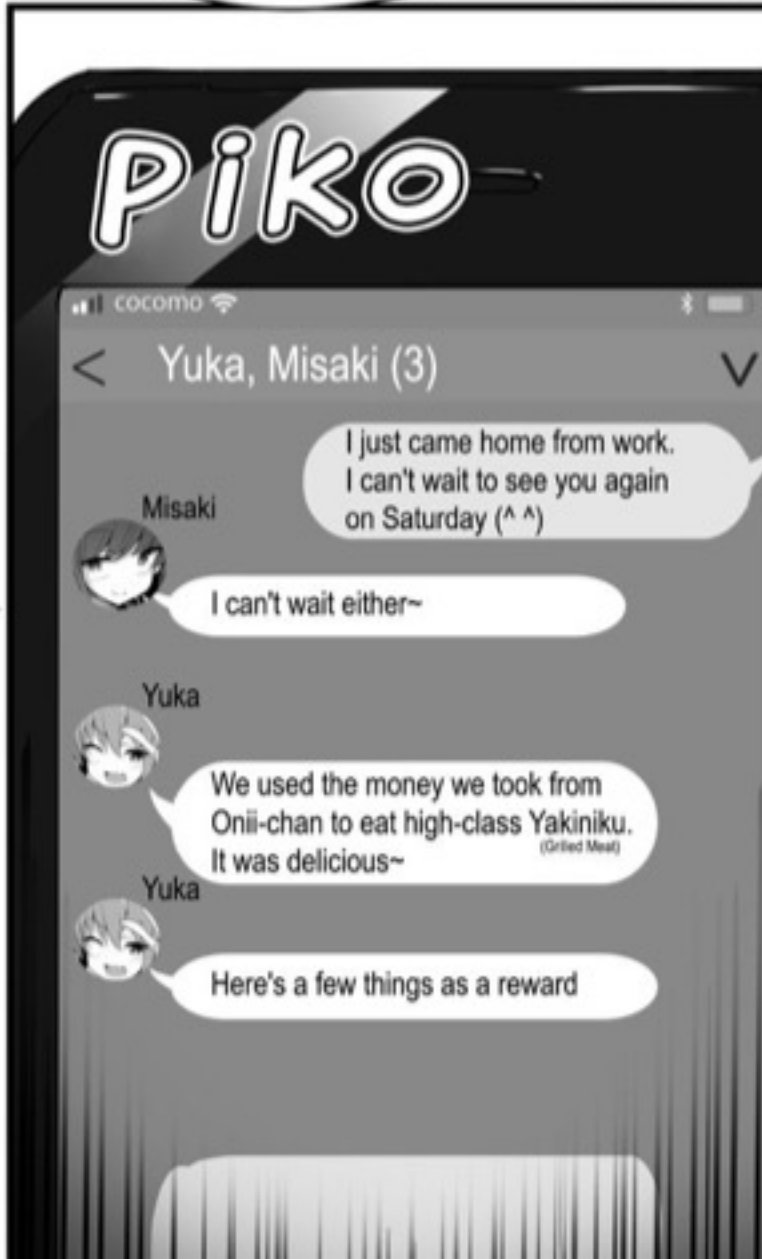 Piko
cocomo
< Yuka, Misaki (3) V
I just came home from work.
I can't wait to see you again
on Saturday (^ ^)
Misaki
I can't wait either~
Yuka
We used the money we took from
Onii-chan to eat high-class Yakiniku.
(Grilled Meat)
It was delicious~
Yuka
Here's a few things as a reward